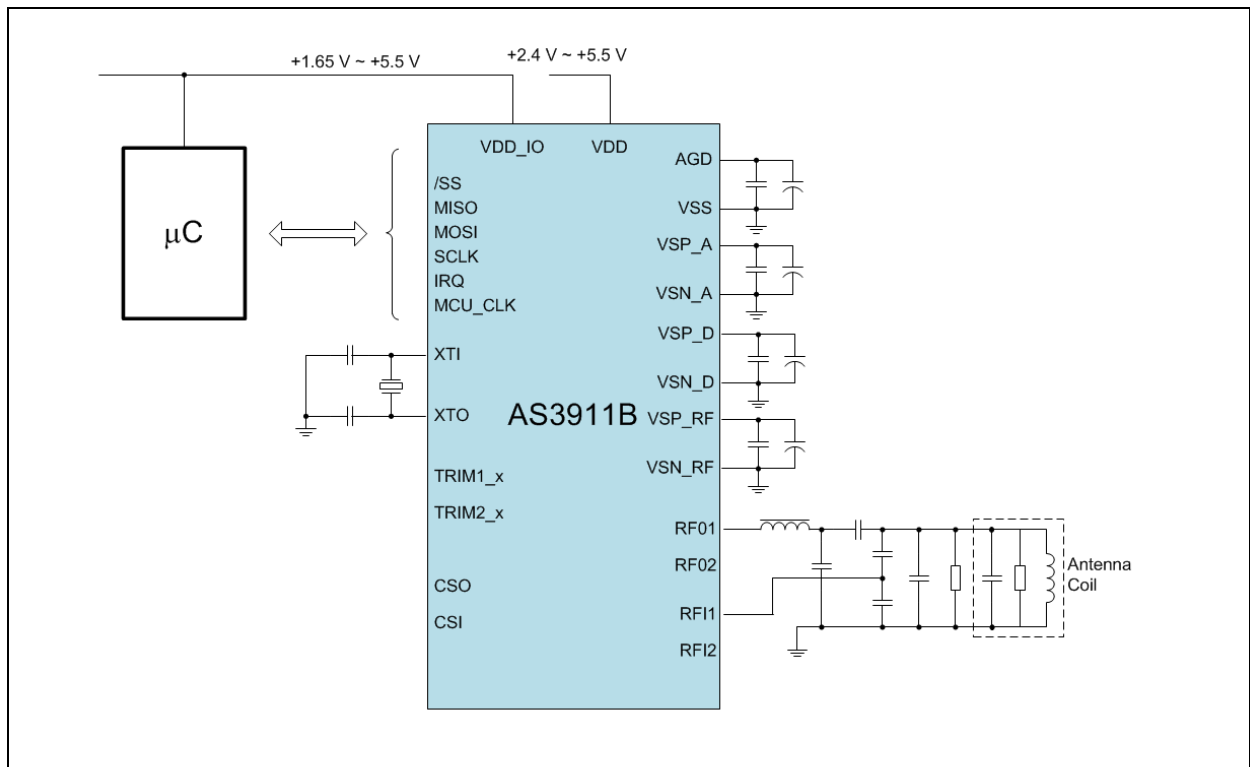 +1.65 V ~ +5.5 V
+2.4 V ~ +5.5 V
μC
VDD_IO
VDD
/SS
MISO
MOSI
SCLK
IRQ
MCU_CLK
XTI
XTO
TRIM1_x
TRIM2_x
CSO
CSI
AS3911B
AGD
VSS
VSP_A
VSN_A
VSP_D
VSN_D
VSP_RF
VSN_RF
RF01
RF02
RFI1
RFI2
Antenna
Coil